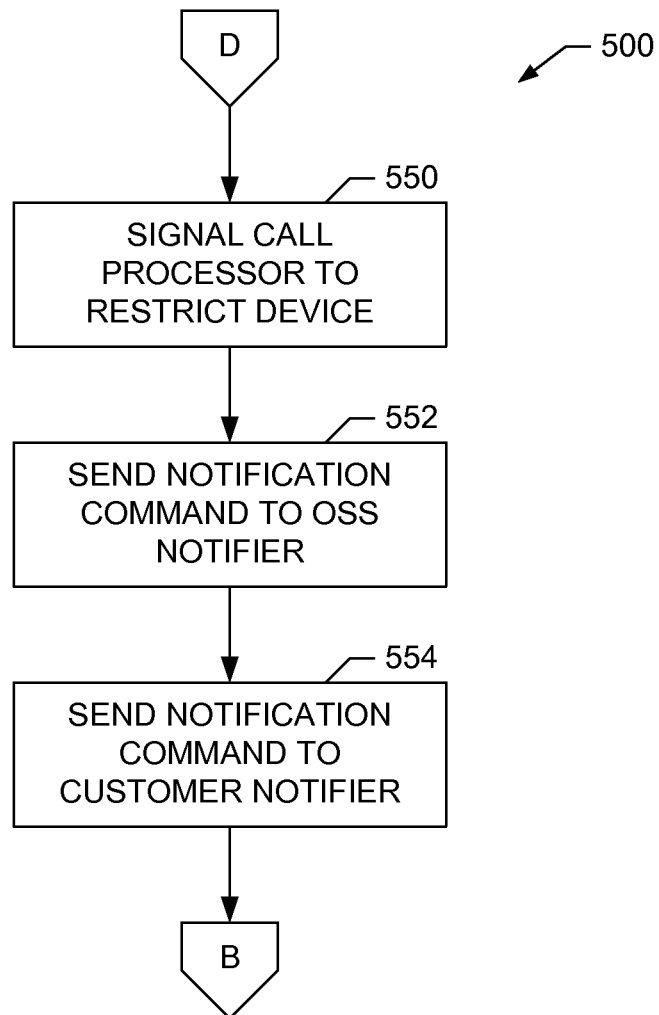 D
500
550
SIGNAL CALL
PROCESSOR TO
RESTRICT DEVICE
552
SEND NOTIFICATION
COMMAND TO OSS
NOTIFIER
554
SEND NOTIFICATION
COMMAND TO
CUSTOMER NOTIFIER
B